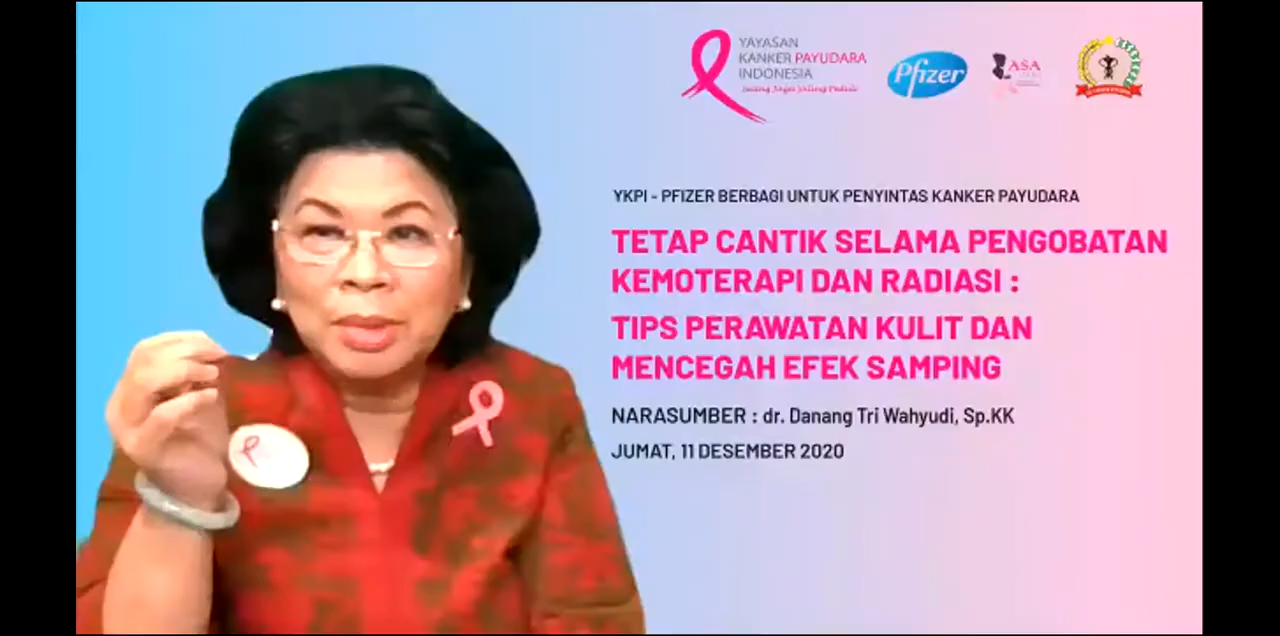 YAYASAN
KANKER PAYUDARA
INDONESIA
Pfizer
ASA
YKPI - PFIZER BERBAGI UNTUK PENYINTAS KANKER PAYUDARA
TETAP CANTIK SELAMA PENGOBATAN
KEMOTERAPI DAN RADIASI :
TIPS PERAWATAN KULIT DAN
MENCEGAH EFEK SAMPING
NARASUMBER : dr. Danang Tri Wahyudi, Sp.KK
JUMAT, 11 DESEMBER 2020